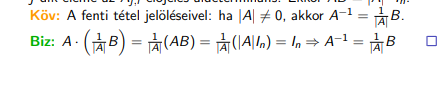 Köv: A fenti tétel jelöléseivel: ha |A| ≠ 0, akkor A⁻¹ = 1/|A| B.
Biz: A · (1/|A| B) = 1/|A| (AB) = 1/|A| (|A|Iₙ) = Iₙ ⇒ A⁻¹ = 1/|A| B □